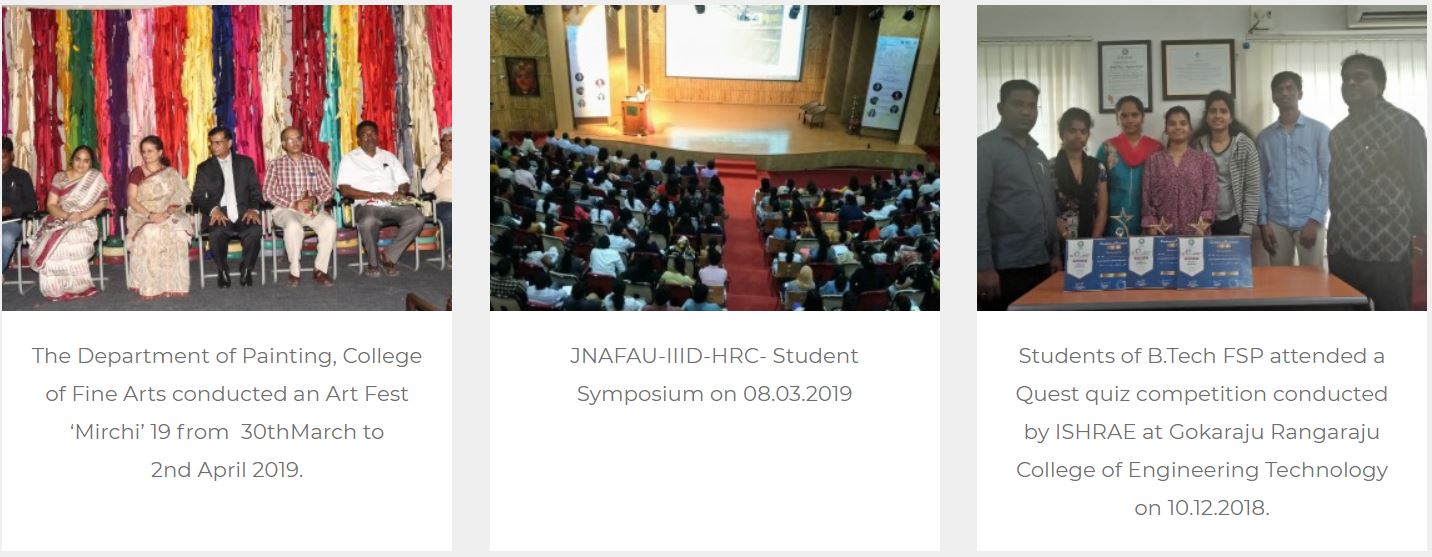 The Department of Painting, College
of Fine Arts conducted an Art Fest
‘Mirchi’ 19 from  30thMarch to
2nd April 2019.
JNAFAU-IIID-HRC- Student
Symposium on 08.03.2019
Students of B.Tech FSP attended a
Quest quiz competition conducted
by ISHRAE at Gokaraju Rangaraju
College of Engineering Technology
on 10.12.2018.